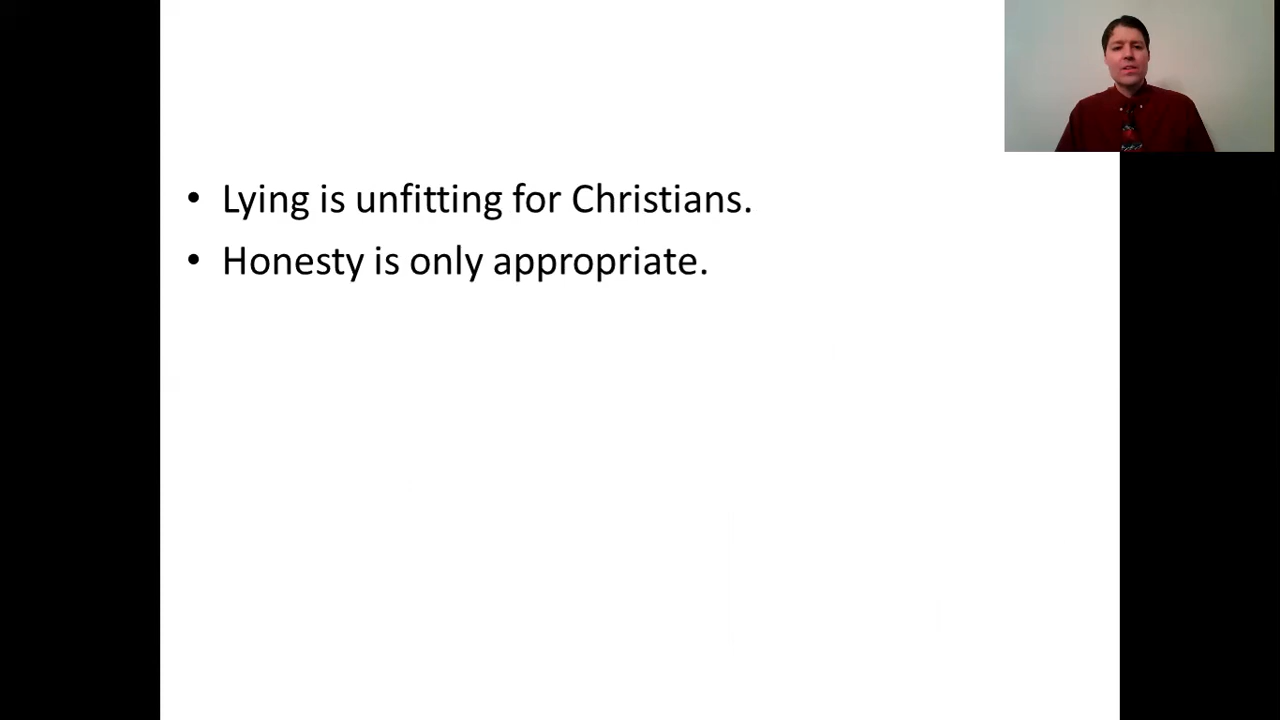 • Lying is unfitting for Christians.
• Honesty is only appropriate.